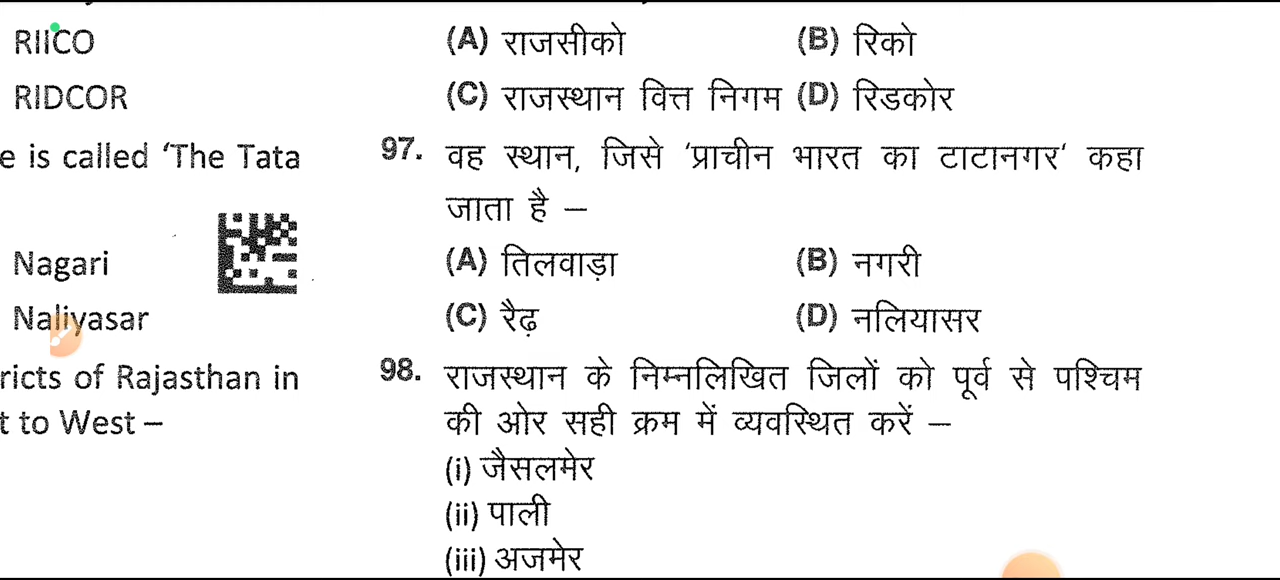 RIICO
RIDCOR
e is called ‘The Tata
Nagari
Naliyasar
ricts of Rajasthan in
t to West –
(A) राजसीको (B) रिको
(C) राजस्थान वित्त निगम (D) रिडकोर
97. वह स्थान, जिसे ‘प्राचीन भारत का टाटानगर’ कहा
जाता है –
(A) तिलवाड़ा (B) नगरी
(C) रैढ़ (D) नलियासर
98. राजस्थान के निम्नलिखित जिलों को पूर्व से पश्चिम
की ओर सही क्रम में व्यवस्थित करें –
(i) जैसलमेर
(ii) पाली
(iii) अजमेर